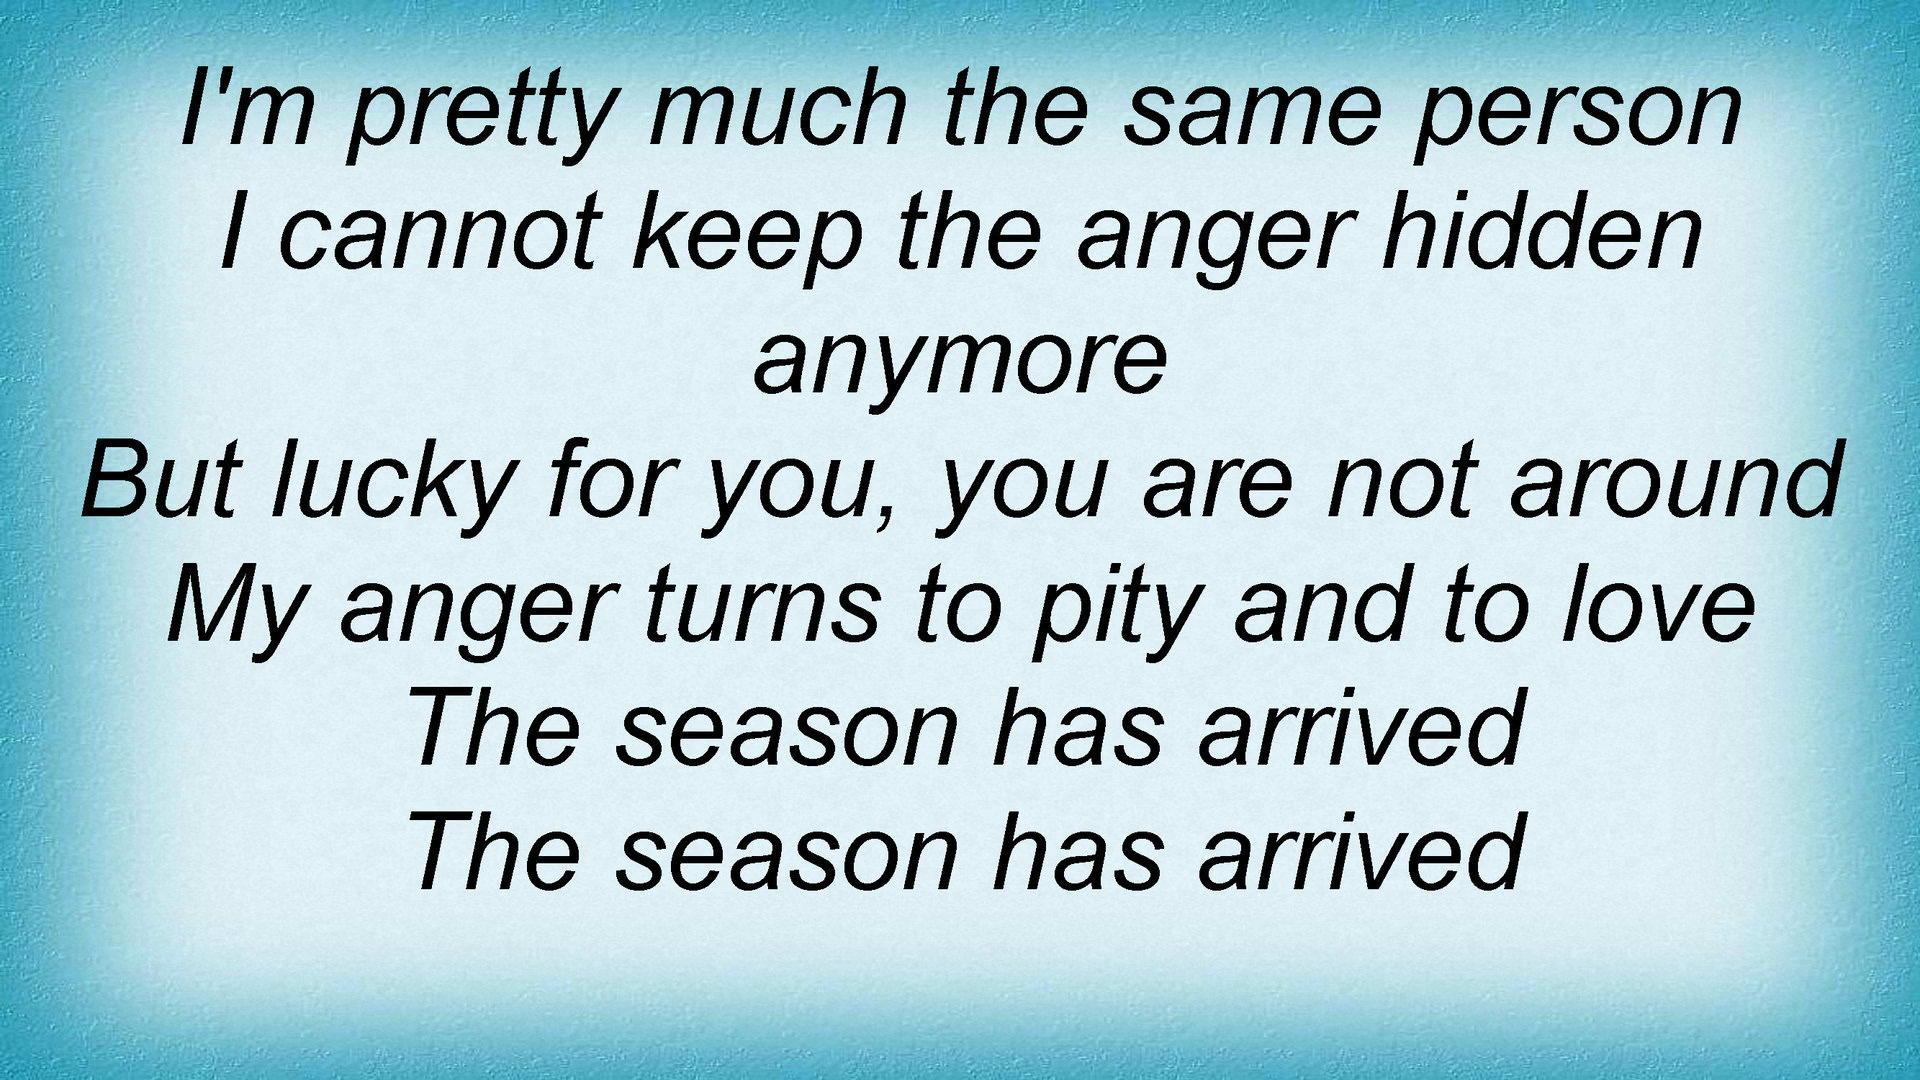 I'm pretty much the same person
I cannot keep the anger hidden
anymore
But lucky for you, you are not around
My anger turns to pity and to love
The season has arrived
The season has arrived